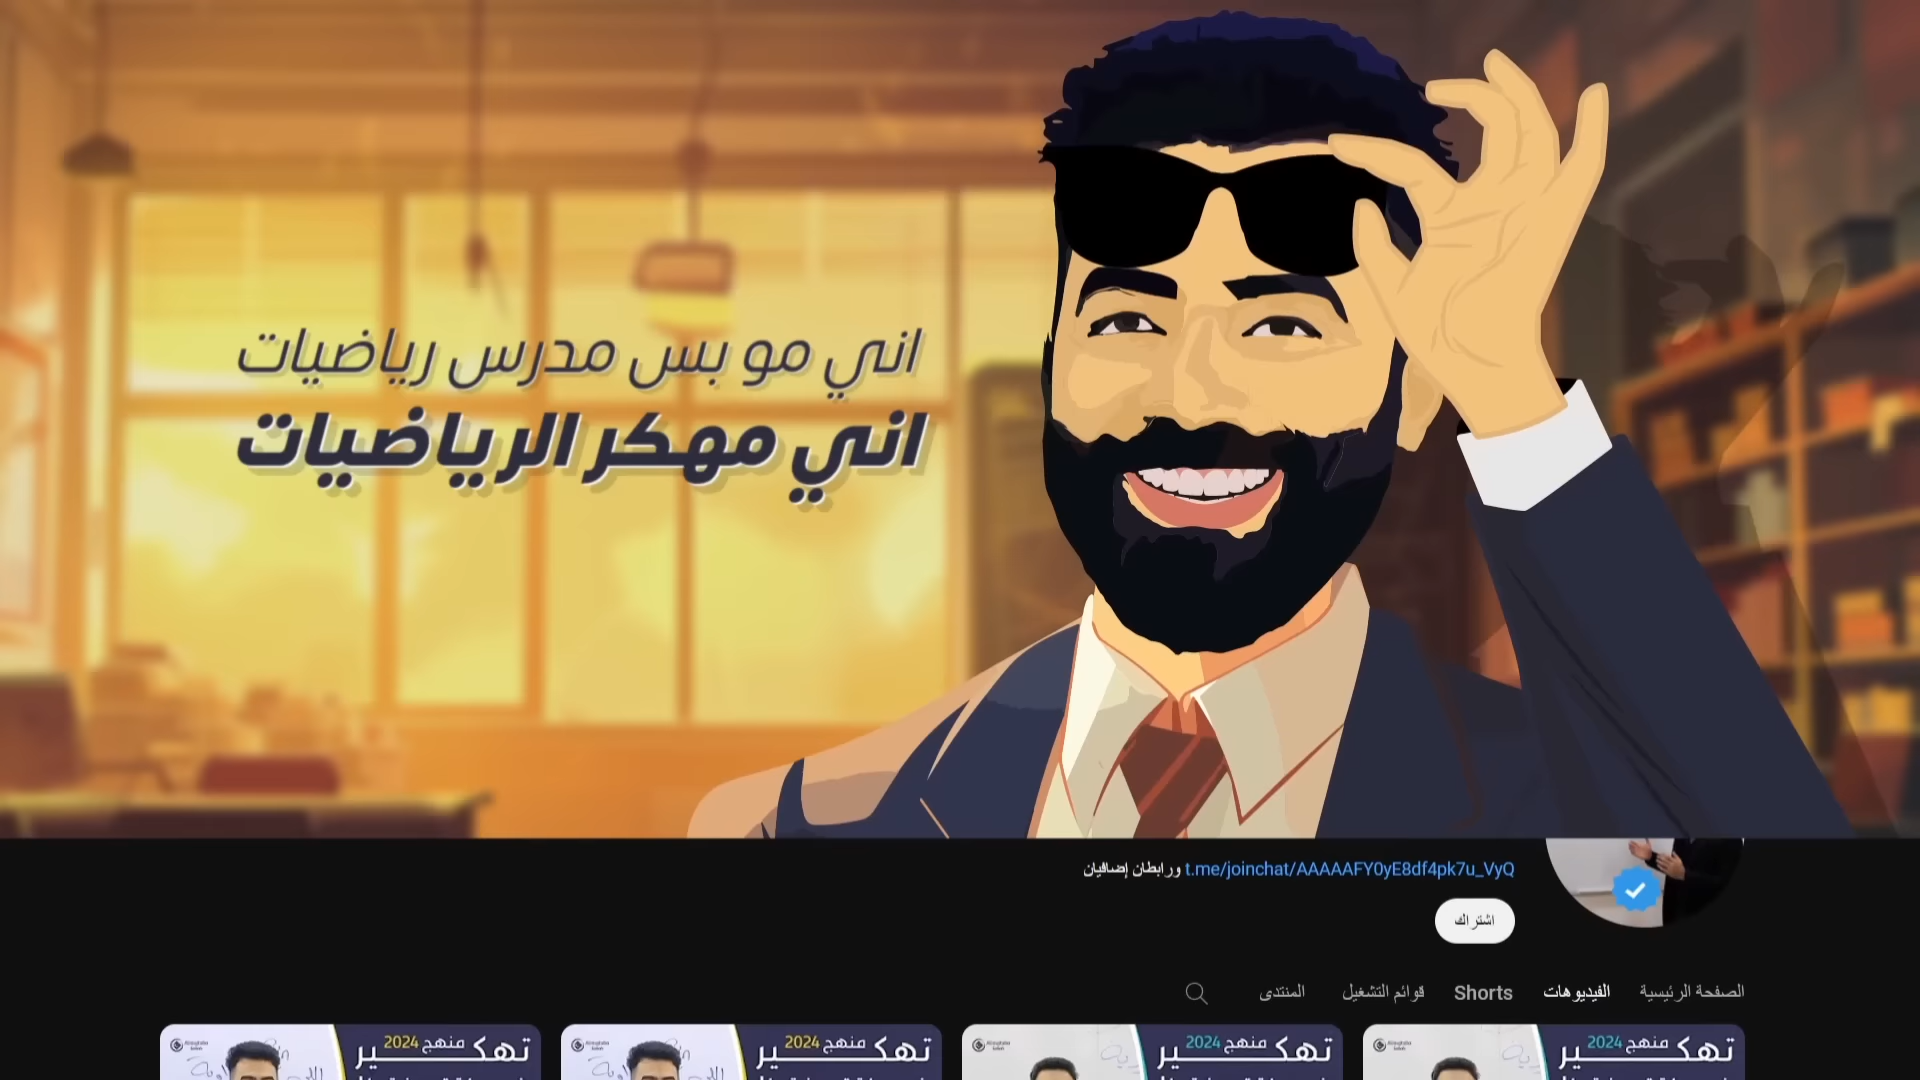 اني مو بس مدرس رياضيات
اني مهكر الرياضيات
t.me/joinchat/AAAAAFY0yE8df4pk7u_VyQ ورابطان إضافيان
اشتراك
الصفحة الرئيسية
الفيديوهات
Shorts
قوائم التشغيل
المنتدى
تهكير
منهج 2024
تهكير
منهج 2024
تهكير
منهج 2024
تهكير
منهج 2024